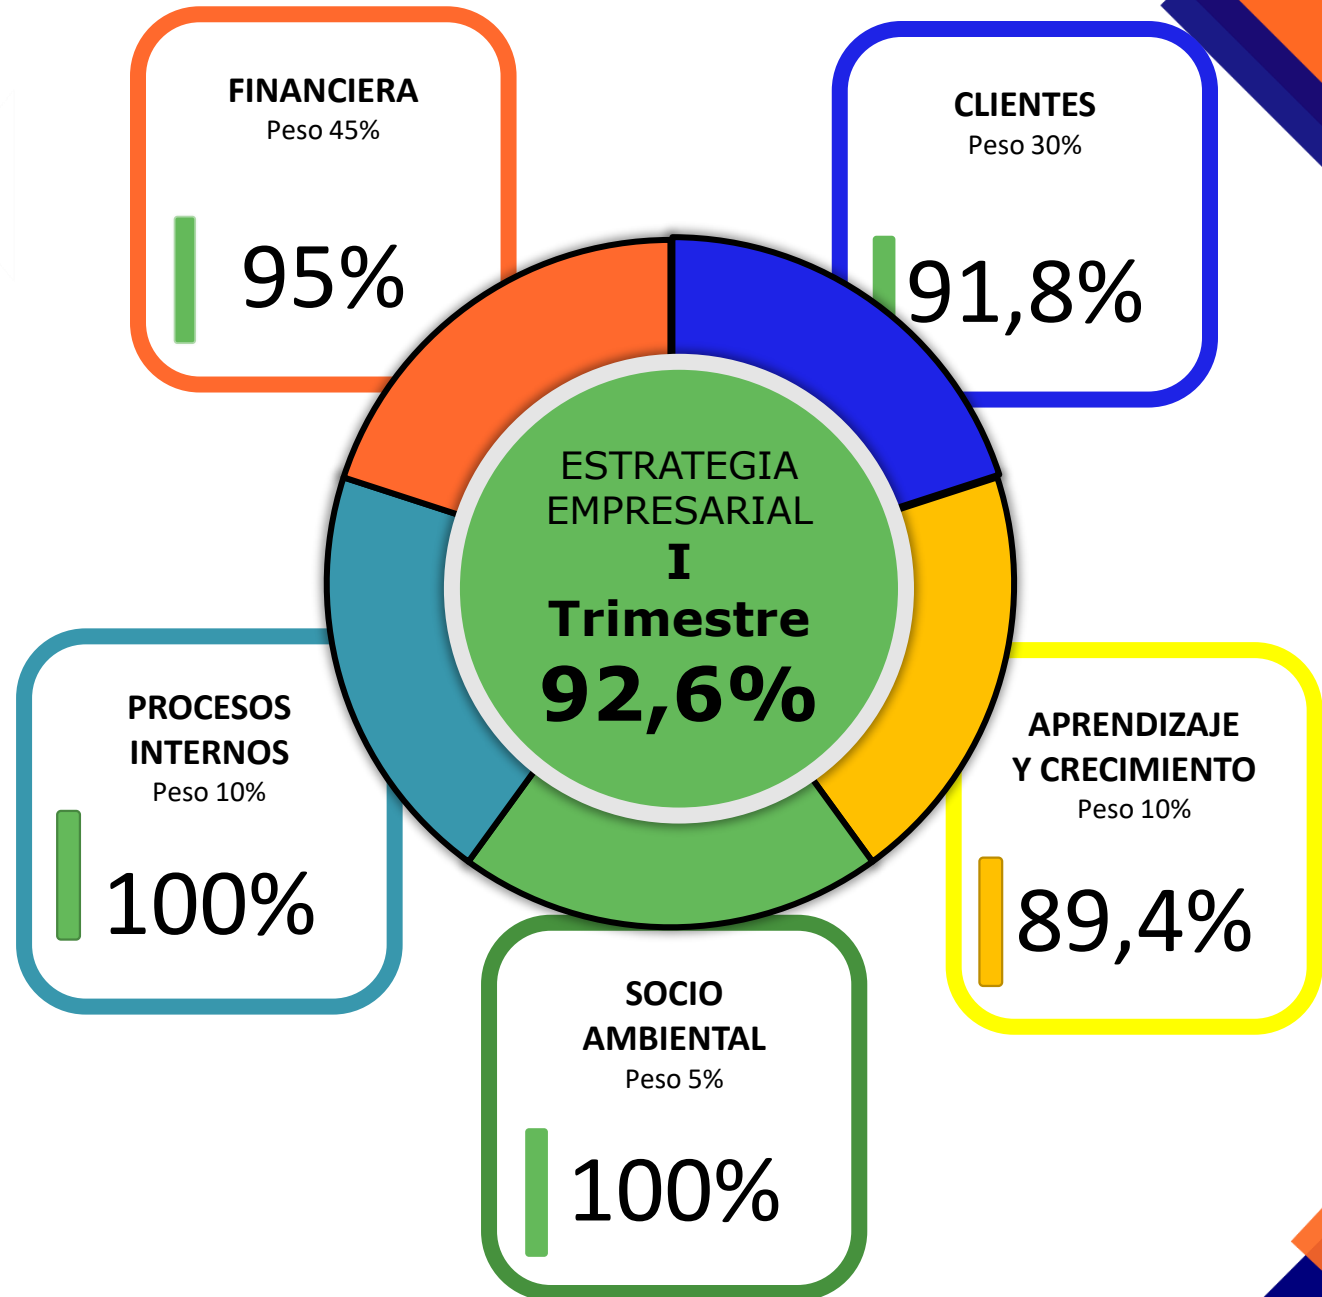 FINANCIERA
Peso 45%
95%
CLIENTES
Peso 30%
91,8%
ESTRATEGIA
EMPRESARIAL
I
Trimestre
92,6%
PROCESOS
INTERNOS
Peso 10%
100%
APRENDIZAJE
Y CRECIMIENTO
Peso 10%
89,4%
SOCIO
AMBIENTAL
Peso 5%
100%